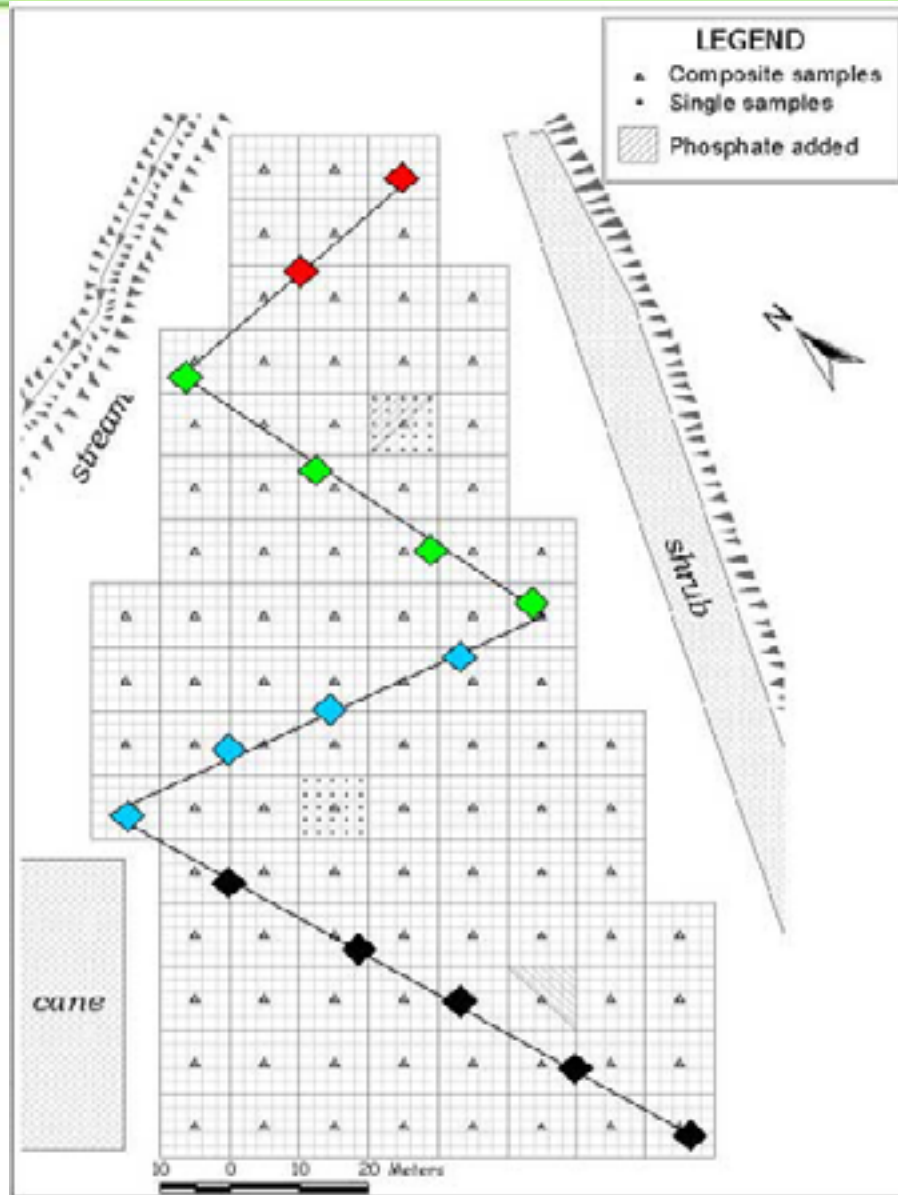 LEGEND
Composite samples
Single samples
Phosphate added
N
stream
shrub
cane
10 0 10 20 Meters